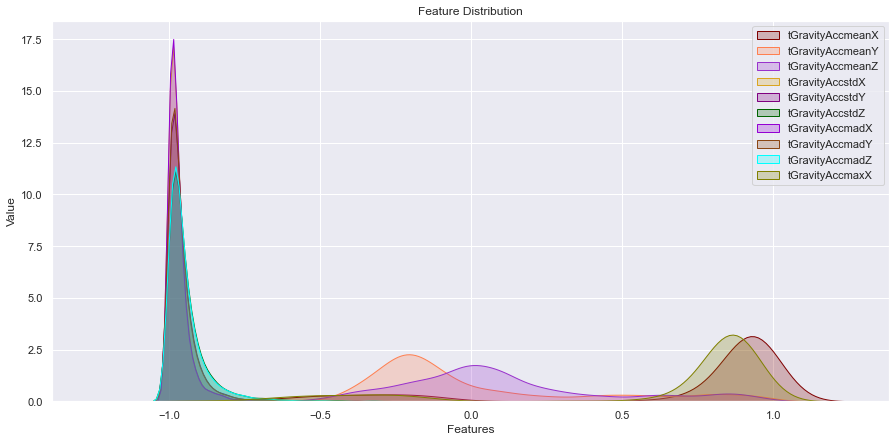 Feature Distribution
tGravityAccmeanX
tGravityAccmeanY
tGravityAccmeanZ
tGravityAccstdX
tGravityAccstdY
tGravityAccstdZ
tGravityAccmadX
tGravityAccmadY
tGravityAccmadZ
tGravityAccmaxX
Value
17.5
15.0
12.5
10.0
7.5
5.0
2.5
0.0
−1.0 −0.5 0.0 0.5 1.0
Features